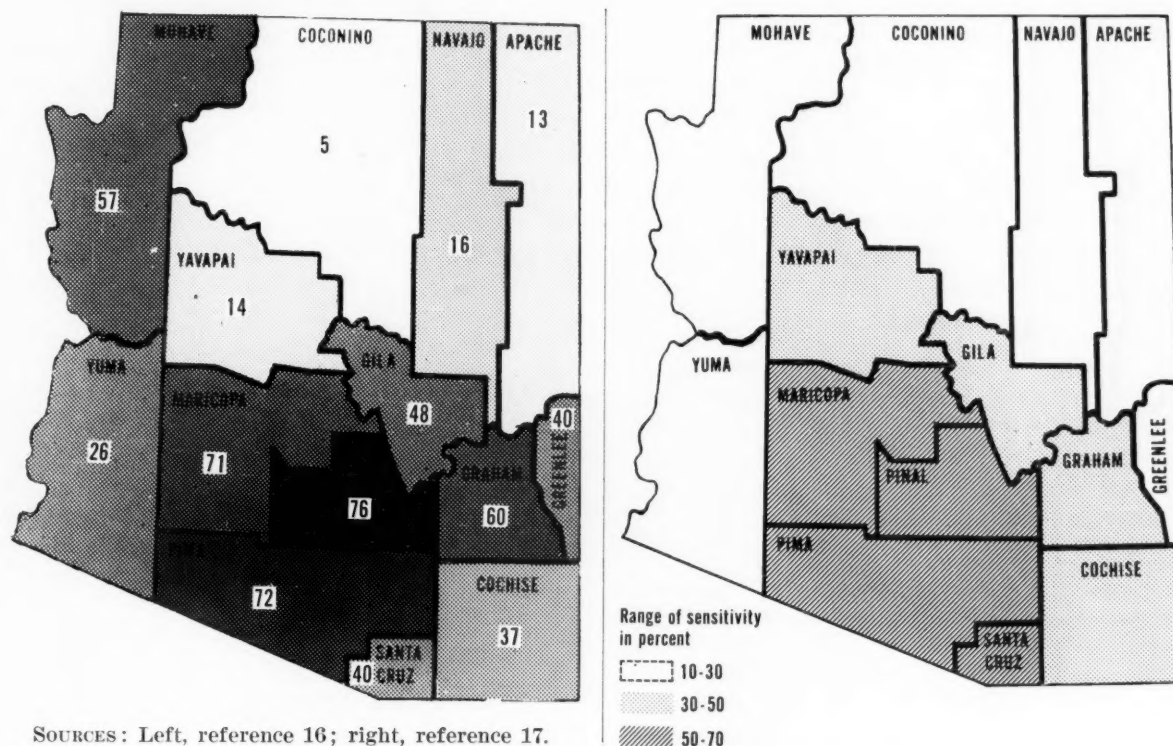 MOHAVE
COCONINO
NAVAJO
APACHE
13
5
57
16
YAVAPAI
14
YUMA
GILA
MARICOPA
48
40
GREENLEE
26
71
GRAHAM
76
60
PIMA
COCHISE
72
37
SANTA
CRUZ
40
SOURCES: Left, reference 16; right, reference 17.
MOHAVE
COCONINO
NAVAJO
APACHE
YAVAPAI
YUMA
GILA
MARICOPA
GREENLEE
GRAHAM
PINAL
PIMA
COCHISE
SANTA
CRUZ
Range of sensitivity
in percent
10-30
30-50
50-70